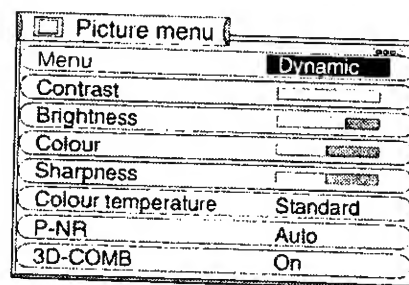 Picture menu
Menu Dynamic
Contrast
Brightness
Colour
Sharpness
Colour temperature Standard
P-NR Auto
3D-COMB On